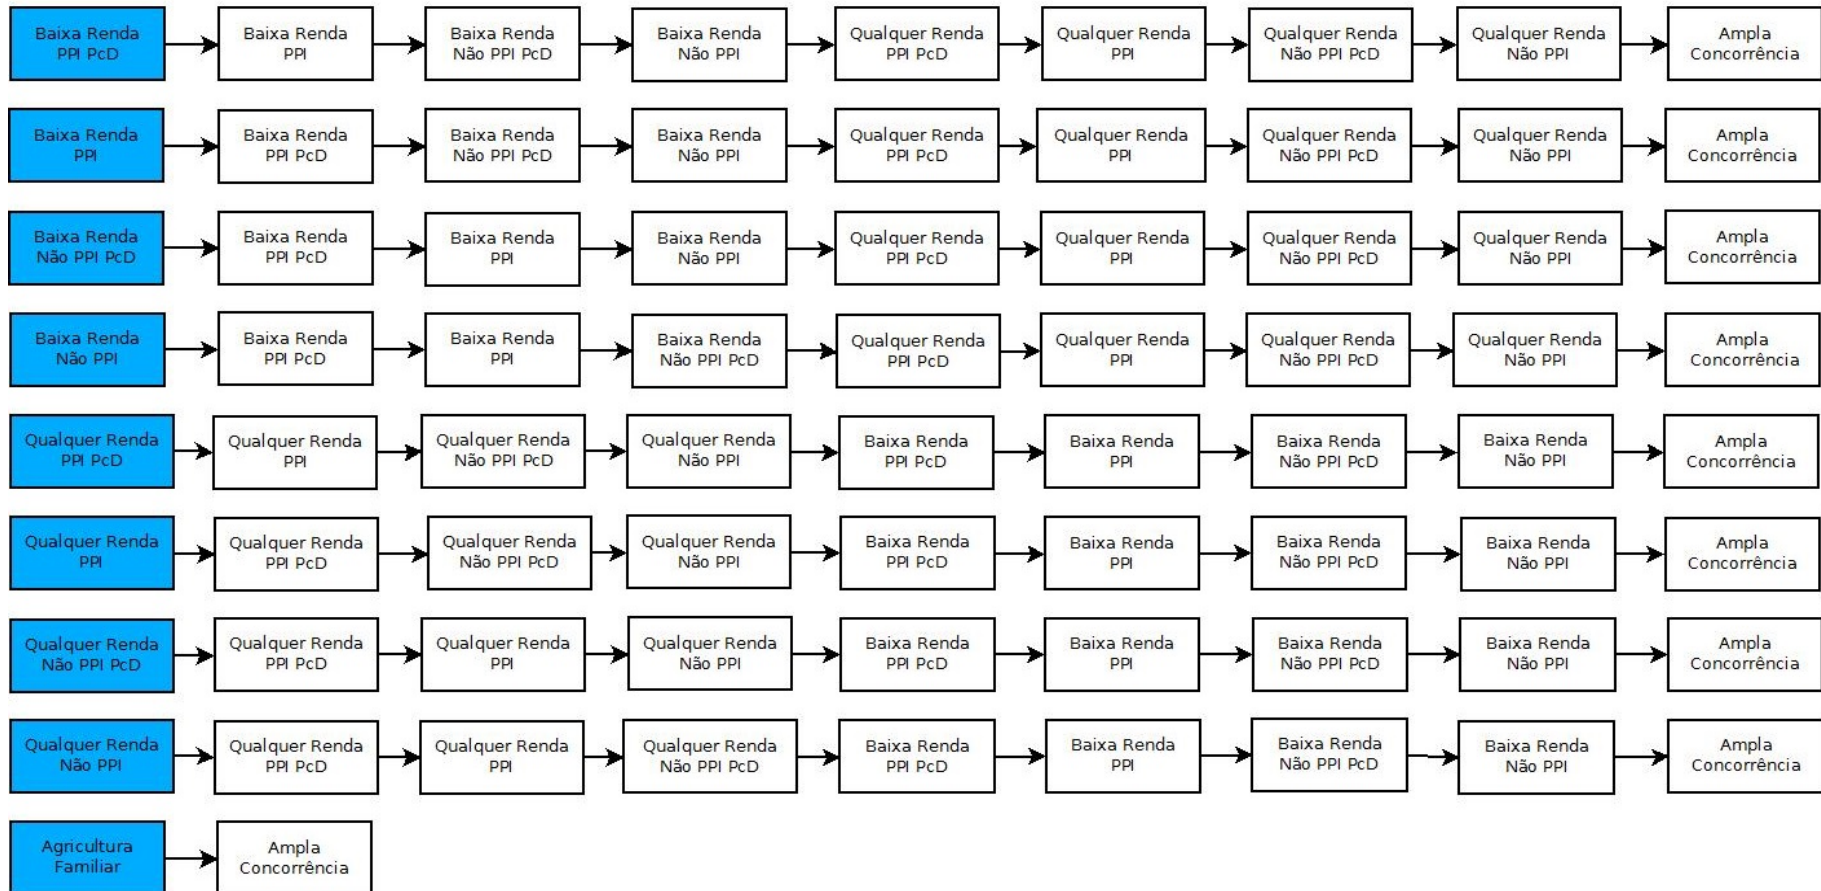 Baixa Renda
PPI PcD
Baixa Renda
PPI
Baixa Renda
Não PPI PcD
Baixa Renda
Não PPI
Qualquer Renda
PPI PcD
Qualquer Renda
PPI
Qualquer Renda
Não PPI PcD
Qualquer Renda
Não PPI
Ampla
Concorrência
Baixa Renda
PPI
Baixa Renda
PPI PcD
Baixa Renda
Não PPI PcD
Baixa Renda
Não PPI
Qualquer Renda
PPI PcD
Qualquer Renda
PPI
Qualquer Renda
Não PPI PcD
Qualquer Renda
Não PPI
Ampla
Concorrência
Baixa Renda
Não PPI PcD
Baixa Renda
PPI PcD
Baixa Renda
PPI
Baixa Renda
Não PPI
Qualquer Renda
PPI PcD
Qualquer Renda
PPI
Qualquer Renda
Não PPI PcD
Qualquer Renda
Não PPI
Ampla
Concorrência
Baixa Renda
Não PPI
Baixa Renda
PPI PcD
Baixa Renda
PPI
Baixa Renda
Não PPI PcD
Qualquer Renda
PPI PcD
Qualquer Renda
PPI
Qualquer Renda
Não PPI PcD
Qualquer Renda
Não PPI
Ampla
Concorrência
Qualquer Renda
PPI PcD
Qualquer Renda
PPI
Qualquer Renda
Não PPI PcD
Qualquer Renda
Não PPI
Baixa Renda
PPI PcD
Baixa Renda
PPI
Baixa Renda
Não PPI PcD
Baixa Renda
Não PPI
Ampla
Concorrência
Qualquer Renda
PPI
Qualquer Renda
PPI PcD
Qualquer Renda
Não PPI PcD
Qualquer Renda
Não PPI
Baixa Renda
PPI PcD
Baixa Renda
PPI
Baixa Renda
Não PPI PcD
Baixa Renda
Não PPI
Ampla
Concorrência
Qualquer Renda
Não PPI PcD
Qualquer Renda
PPI PcD
Qualquer Renda
PPI
Qualquer Renda
Não PPI
Baixa Renda
PPI PcD
Baixa Renda
PPI
Baixa Renda
Não PPI PcD
Baixa Renda
Não PPI
Ampla
Concorrência
Qualquer Renda
Não PPI
Qualquer Renda
PPI PcD
Qualquer Renda
PPI
Qualquer Renda
Não PPI PcD
Baixa Renda
PPI PcD
Baixa Renda
PPI
Baixa Renda
Não PPI PcD
Baixa Renda
Não PPI
Ampla
Concorrência
Agricultura
Familiar
Ampla
Concorrência